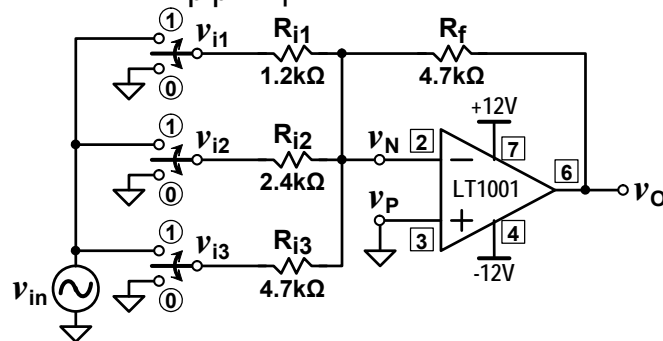 ① v_i1 R_i1 R_f
1.2kΩ 4.7kΩ
⓪
① v_i2 R_i2 v_N 2 +12V 7
2.4kΩ − LT1001 6 v_O
⓪ v_P
+ 3 4
① v_i3 R_i3 -12V
4.7kΩ
v_in ⓪